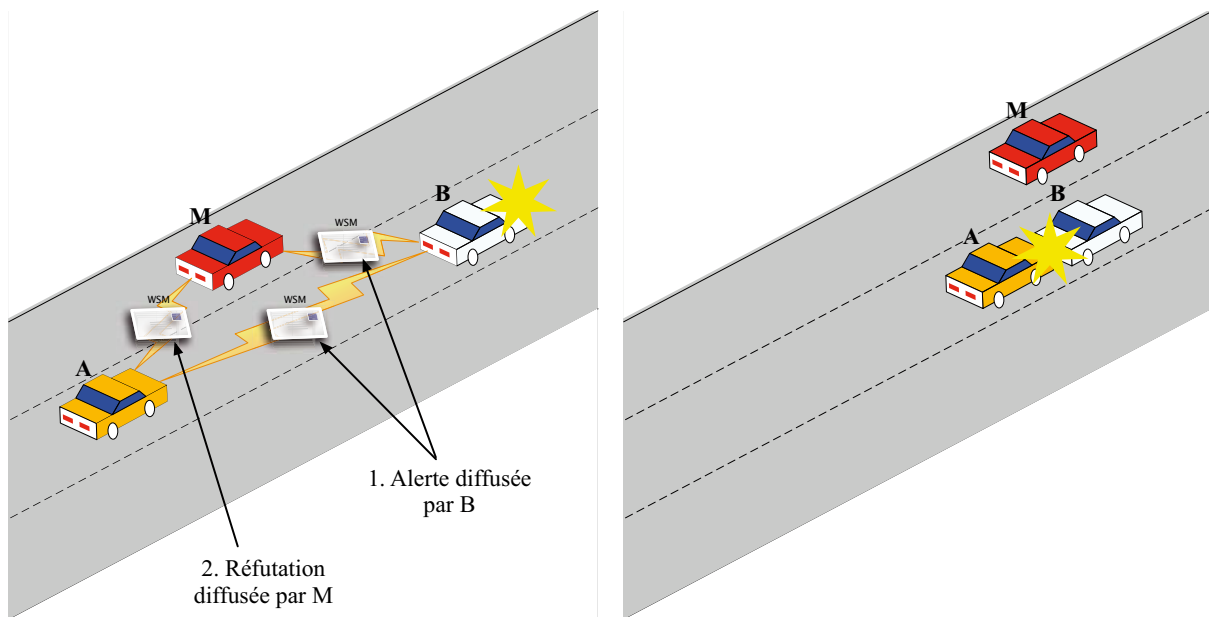 M
B
WSM
WSM
WSM
A
1. Alerte diffusée
par B
2. Réfutation
diffusée par M
M
B
A